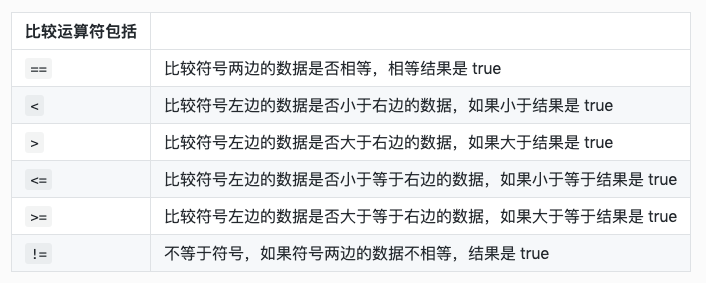 比较运算符包括
== 比较符号两边的数据是否相等，相等结果是 true
< 比较符号左边的数据是否小于右边的数据，如果小于结果是 true
> 比较符号左边的数据是否大于右边的数据，如果大于结果是 true
<= 比较符号左边的数据是否小于等于右边的数据，如果小于等于结果是 true
>= 比较符号左边的数据是否大于等于右边的数据，如果大于等于结果是 true
!= 不等于符号，如果符号两边的数据不相等，结果是 true